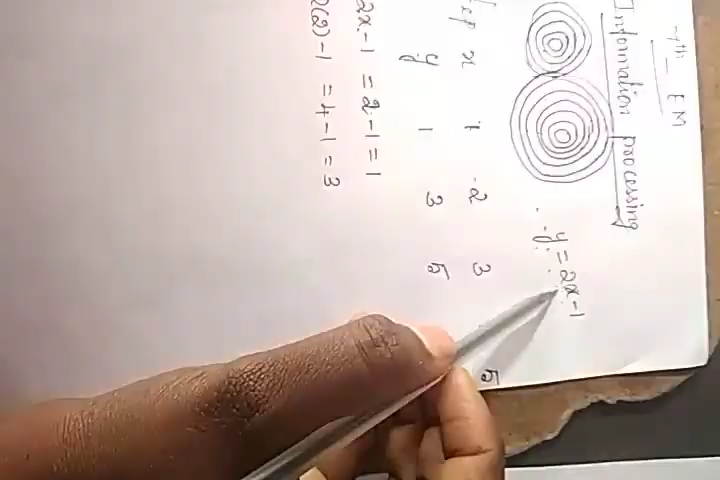 7th EM
Information processing
y = 2x-1
x 1 2 3 5
y 1 3 5
2x-1 = 2-1 = 1
2(2)-1 = 4-1 = 3